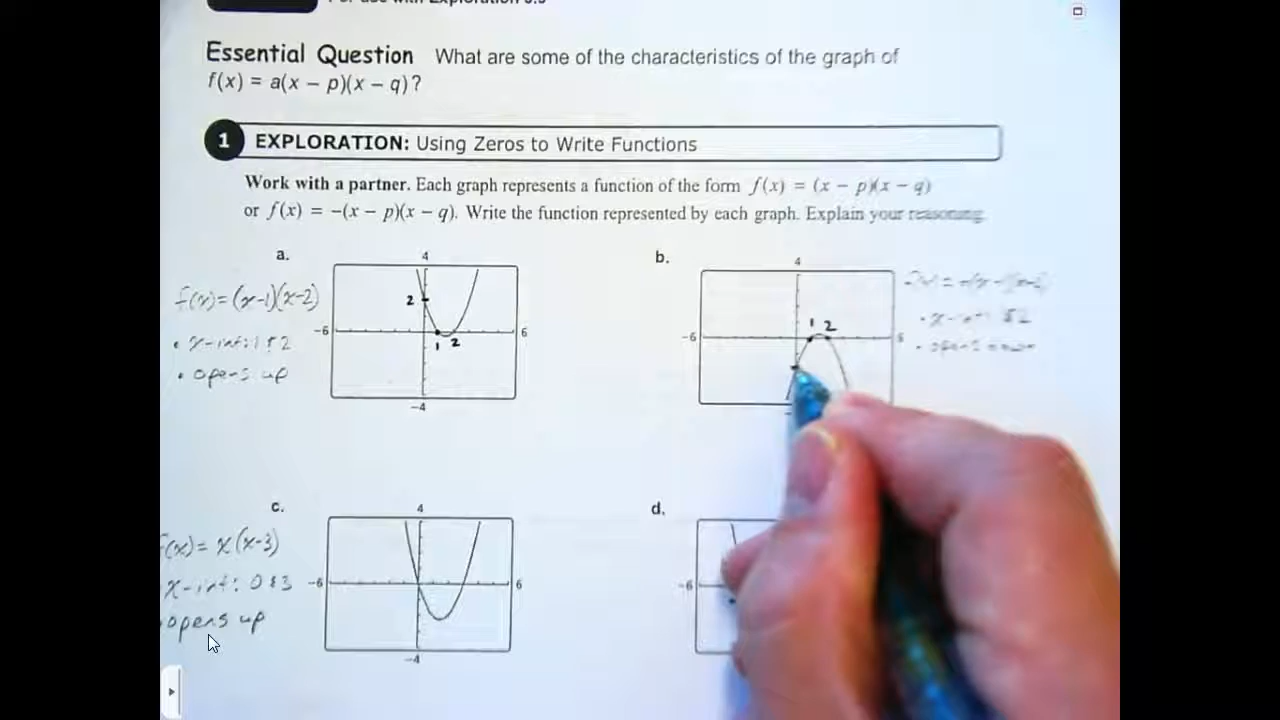 Essential Question What are some of the characteristics of the graph of
f(x) = a(x − p)(x − q)?
1 EXPLORATION: Using Zeros to Write Functions
Work with a partner. Each graph represents a function of the form f(x) = (x − p)(x − q)
or f(x) = −(x − p)(x − q). Write the function represented by each graph. Explain your reasoning.
a.
f(x) = (x-1)(x-2)
• x-int: 1 & 2
• opens up
4
2
-6
6
1 2
-4
b.
4
1 2
-6
6
• x-int: 1 & 2
• opens down
c.
f(x) = x(x-3)
x-int: 0 & 3
opens up
4
-6
6
-4
d.
-6